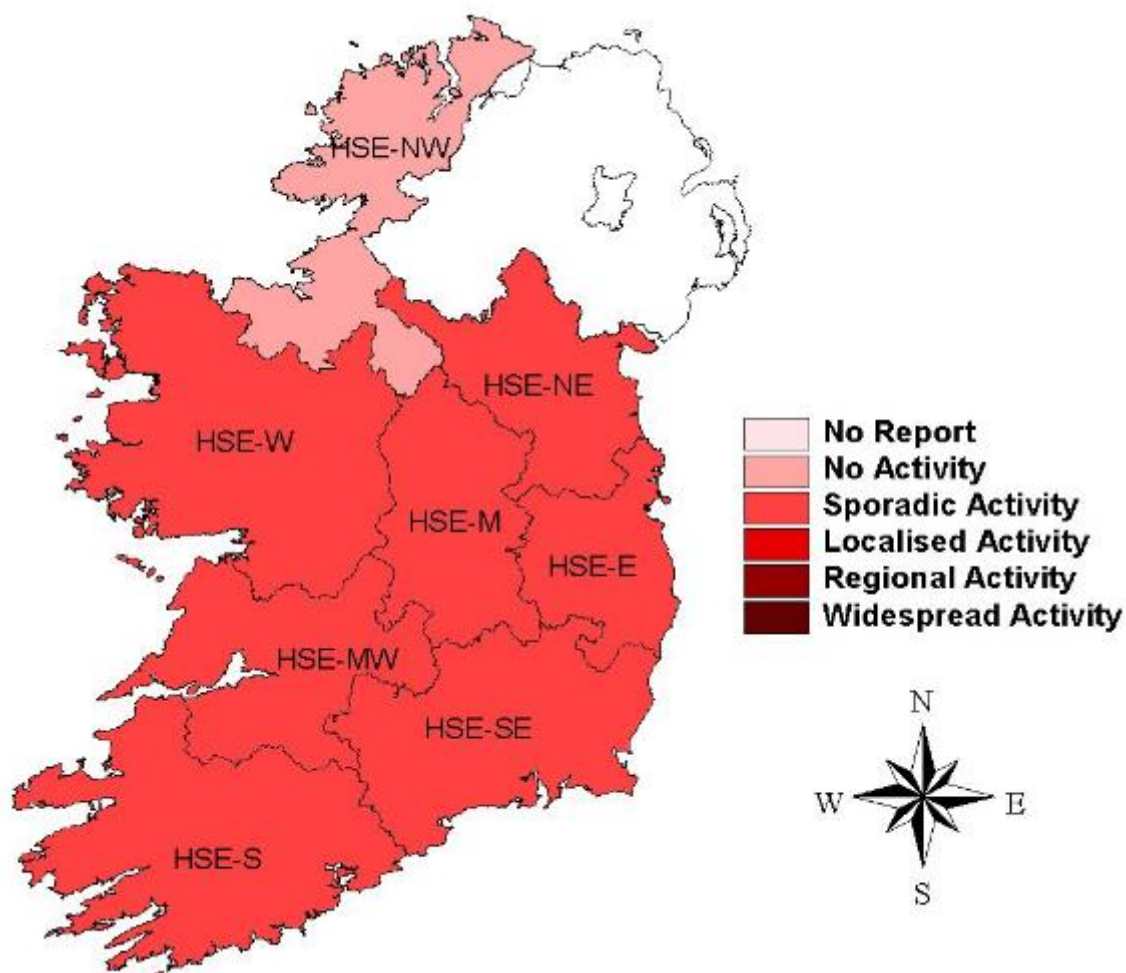 HSE-NW
HSE-NE
HSE-W
HSE-M
HSE-E
HSE-MW
HSE-SE
HSE-S
No Report
No Activity
Sporadic Activity
Localised Activity
Regional Activity
Widespread Activity
N
W E
S